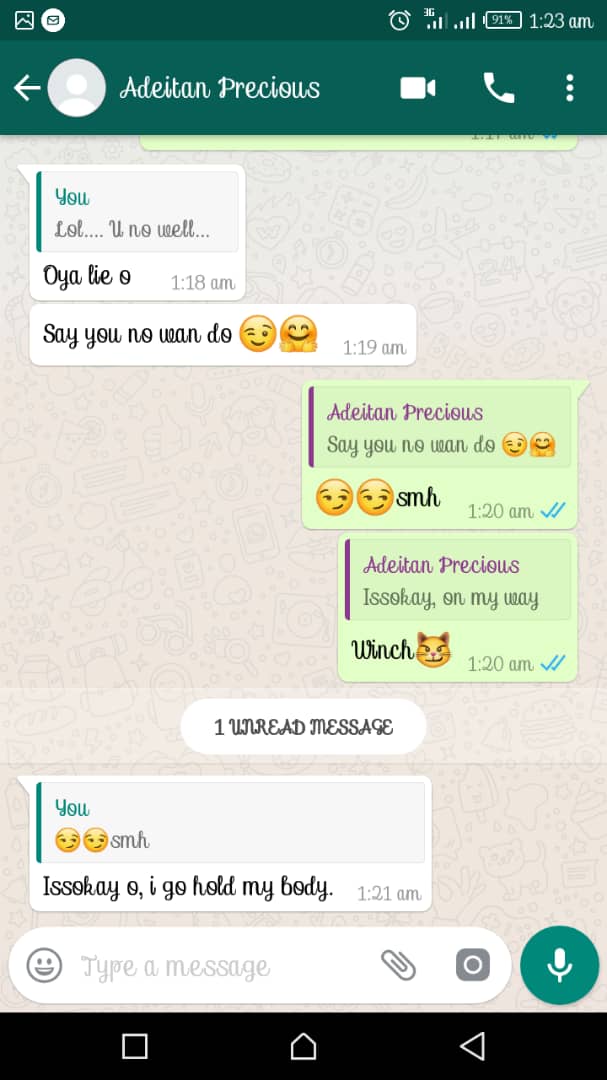 3G
91% 1:23 am
Adeitan Precious
You
Lol.... U no well...
Oya lie o 1:18 am
Say you no wan do 😉🤗 1:19 am
Adeitan Precious
Say you no wan do 😉🤗
😏😏smh 1:20 am
Adeitan Precious
Issokay, on my way
Winch😼 1:20 am
1 UNREAD MESSAGE
You
😏😏smh
Issokay o, i go hold my body. 1:21 am
Type a message